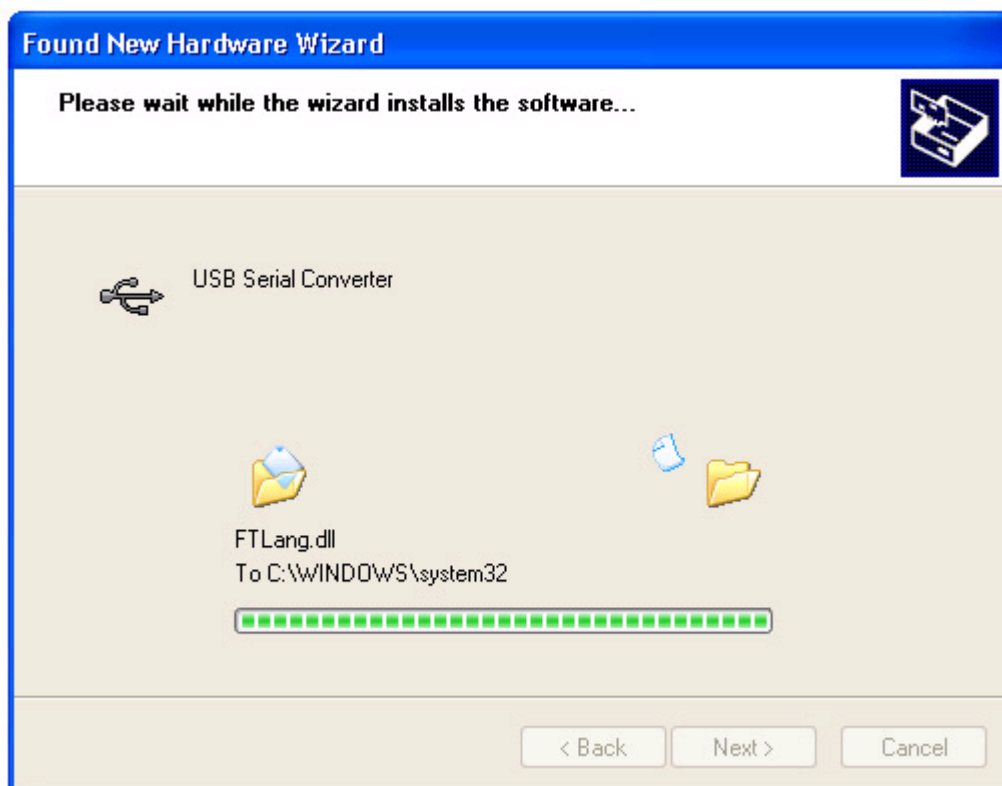 Found New Hardware Wizard
Please wait while the wizard installs the software...
USB Serial Converter
FTLang.dll
To C:\WINDOWS\system32
< Back
Next >
Cancel